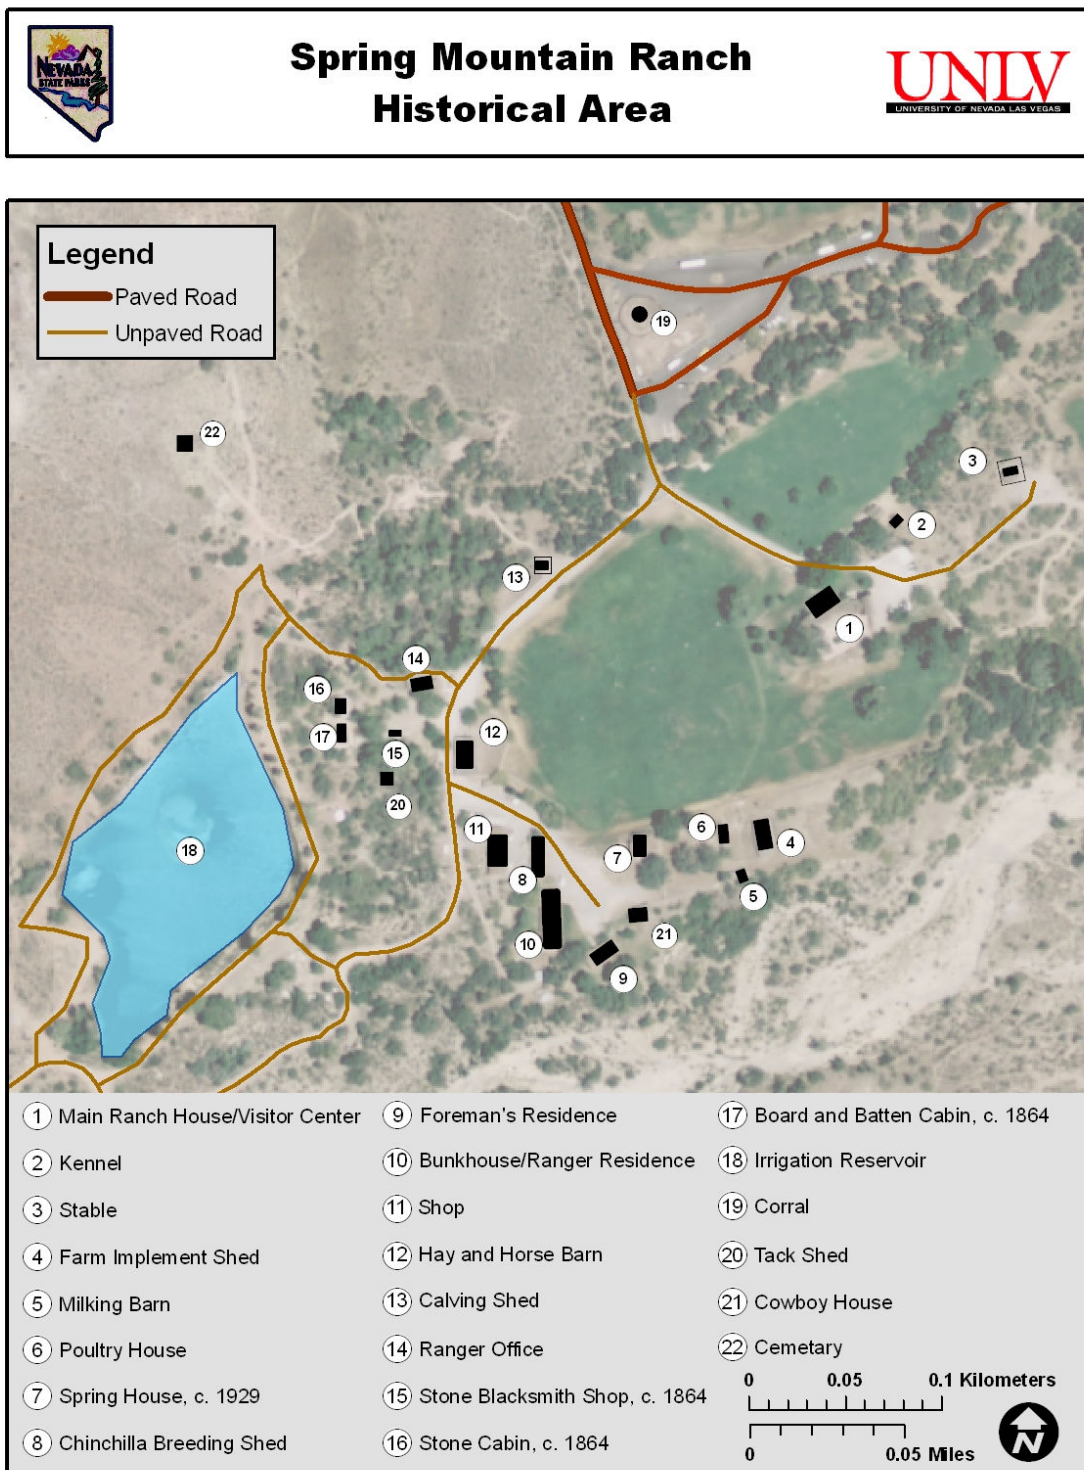 NEVADA
STATE PARKS
Spring Mountain Ranch
Historical Area
UNLV
UNIVERSITY OF NEVADA LAS VEGAS
Legend
Paved Road
Unpaved Road
19
22
3
2
13
1
14
16
17
15
12
20
18
11
8
7
6
4
5
10
21
9
1 Main Ranch House/Visitor Center
2 Kennel
3 Stable
4 Farm Implement Shed
5 Milking Barn
6 Poultry House
7 Spring House, c. 1929
8 Chinchilla Breeding Shed
9 Foreman's Residence
10 Bunkhouse/Ranger Residence
11 Shop
12 Hay and Horse Barn
13 Calving Shed
14 Ranger Office
15 Stone Blacksmith Shop, c. 1864
16 Stone Cabin, c. 1864
17 Board and Batten Cabin, c. 1864
18 Irrigation Reservoir
19 Corral
20 Tack Shed
21 Cowboy House
22 Cemetary
0 0.05 0.1 Kilometers
0 0.05 Miles
N